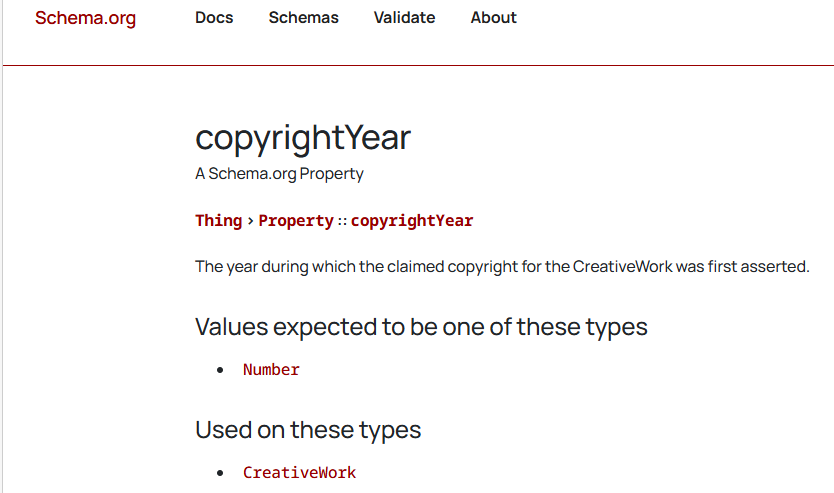 Schema.org Docs Schemas Validate About
copyrightYear
A Schema.org Property
Thing > Property :: copyrightYear
The year during which the claimed copyright for the CreativeWork was first asserted.
Values expected to be one of these types
• Number
Used on these types
• CreativeWork